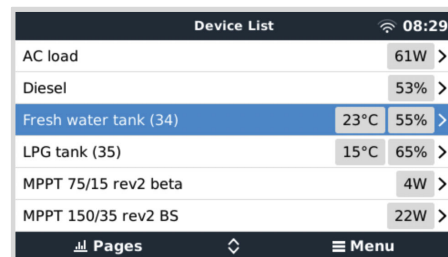 Device List 08:29
AC load 61W
Diesel 53%
Fresh water tank (34) 23°C 55%
LPG tank (35) 15°C 65%
MPPT 75/15 rev2 beta 4W
MPPT 150/35 rev2 BS 22W
Pages Menu